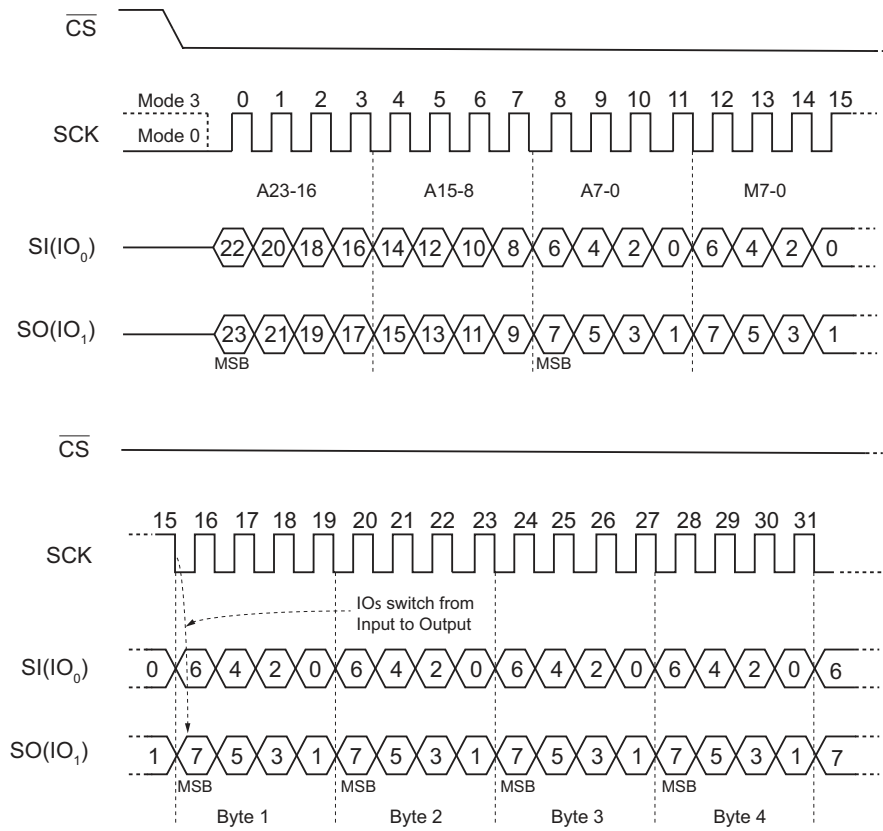 CS
Mode 3 0 1 2 3 4 5 6 7 8 9 10 11 12 13 14 15
SCK Mode 0
A23-16 A15-8 A7-0 M7-0
SI(IO0) 22 20 18 16 14 12 10 8 6 4 2 0 6 4 2 0
SO(IO1) 23 21 19 17 15 13 11 9 7 5 3 1 7 5 3 1
MSB MSB
CS
15 16 17 18 19 20 21 22 23 24 25 26 27 28 29 30 31
SCK
IOs switch from
Input to Output
SI(IO0) 0 6 4 2 0 6 4 2 0 6 4 2 0 6 4 2 0 6
SO(IO1) 1 7 5 3 1 7 5 3 1 7 5 3 1 7 5 3 1 7
MSB MSB MSB MSB
Byte 1 Byte 2 Byte 3 Byte 4